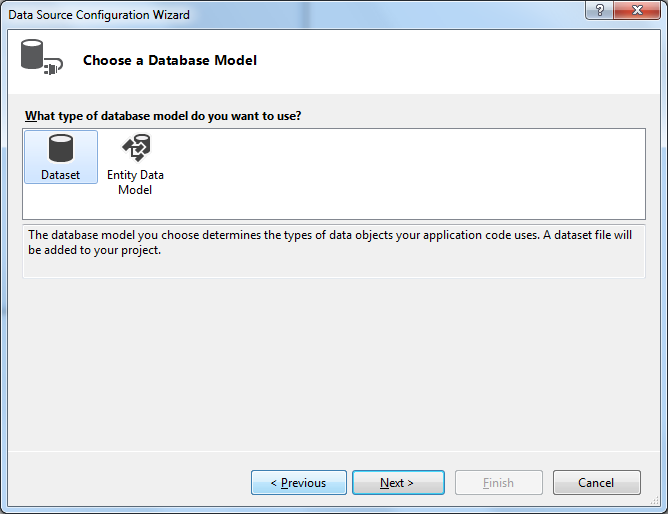 Data Source Configuration Wizard
?
Choose a Database Model
What type of database model do you want to use?
Dataset
Entity Data
Model
The database model you choose determines the types of data objects your application code uses. A dataset file will
be added to your project.
< Previous
Next >
Finish
Cancel